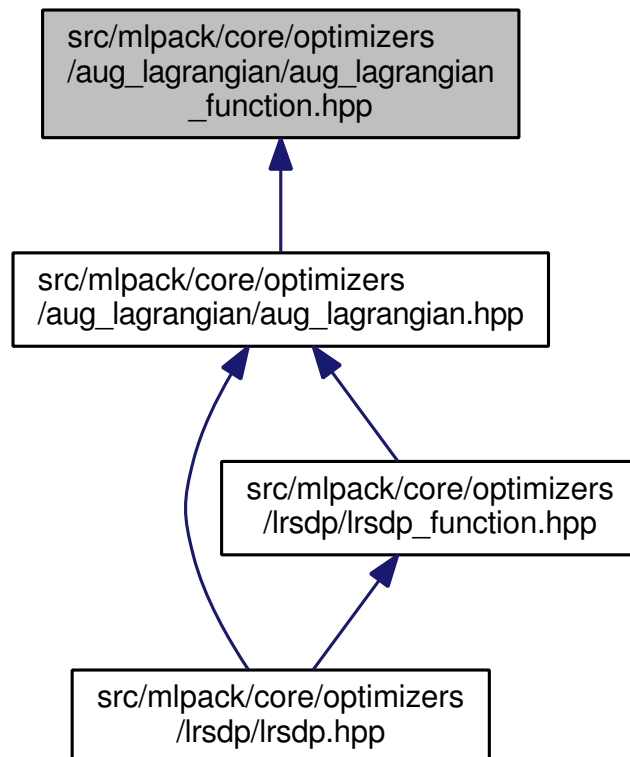 src/mlpack/core/optimizers
/aug_lagrangian/aug_lagrangian
_function.hpp
src/mlpack/core/optimizers
/aug_lagrangian/aug_lagrangian.hpp
src/mlpack/core/optimizers
/lrsdp/lrsdp_function.hpp
src/mlpack/core/optimizers
/lrsdp/lrsdp.hpp